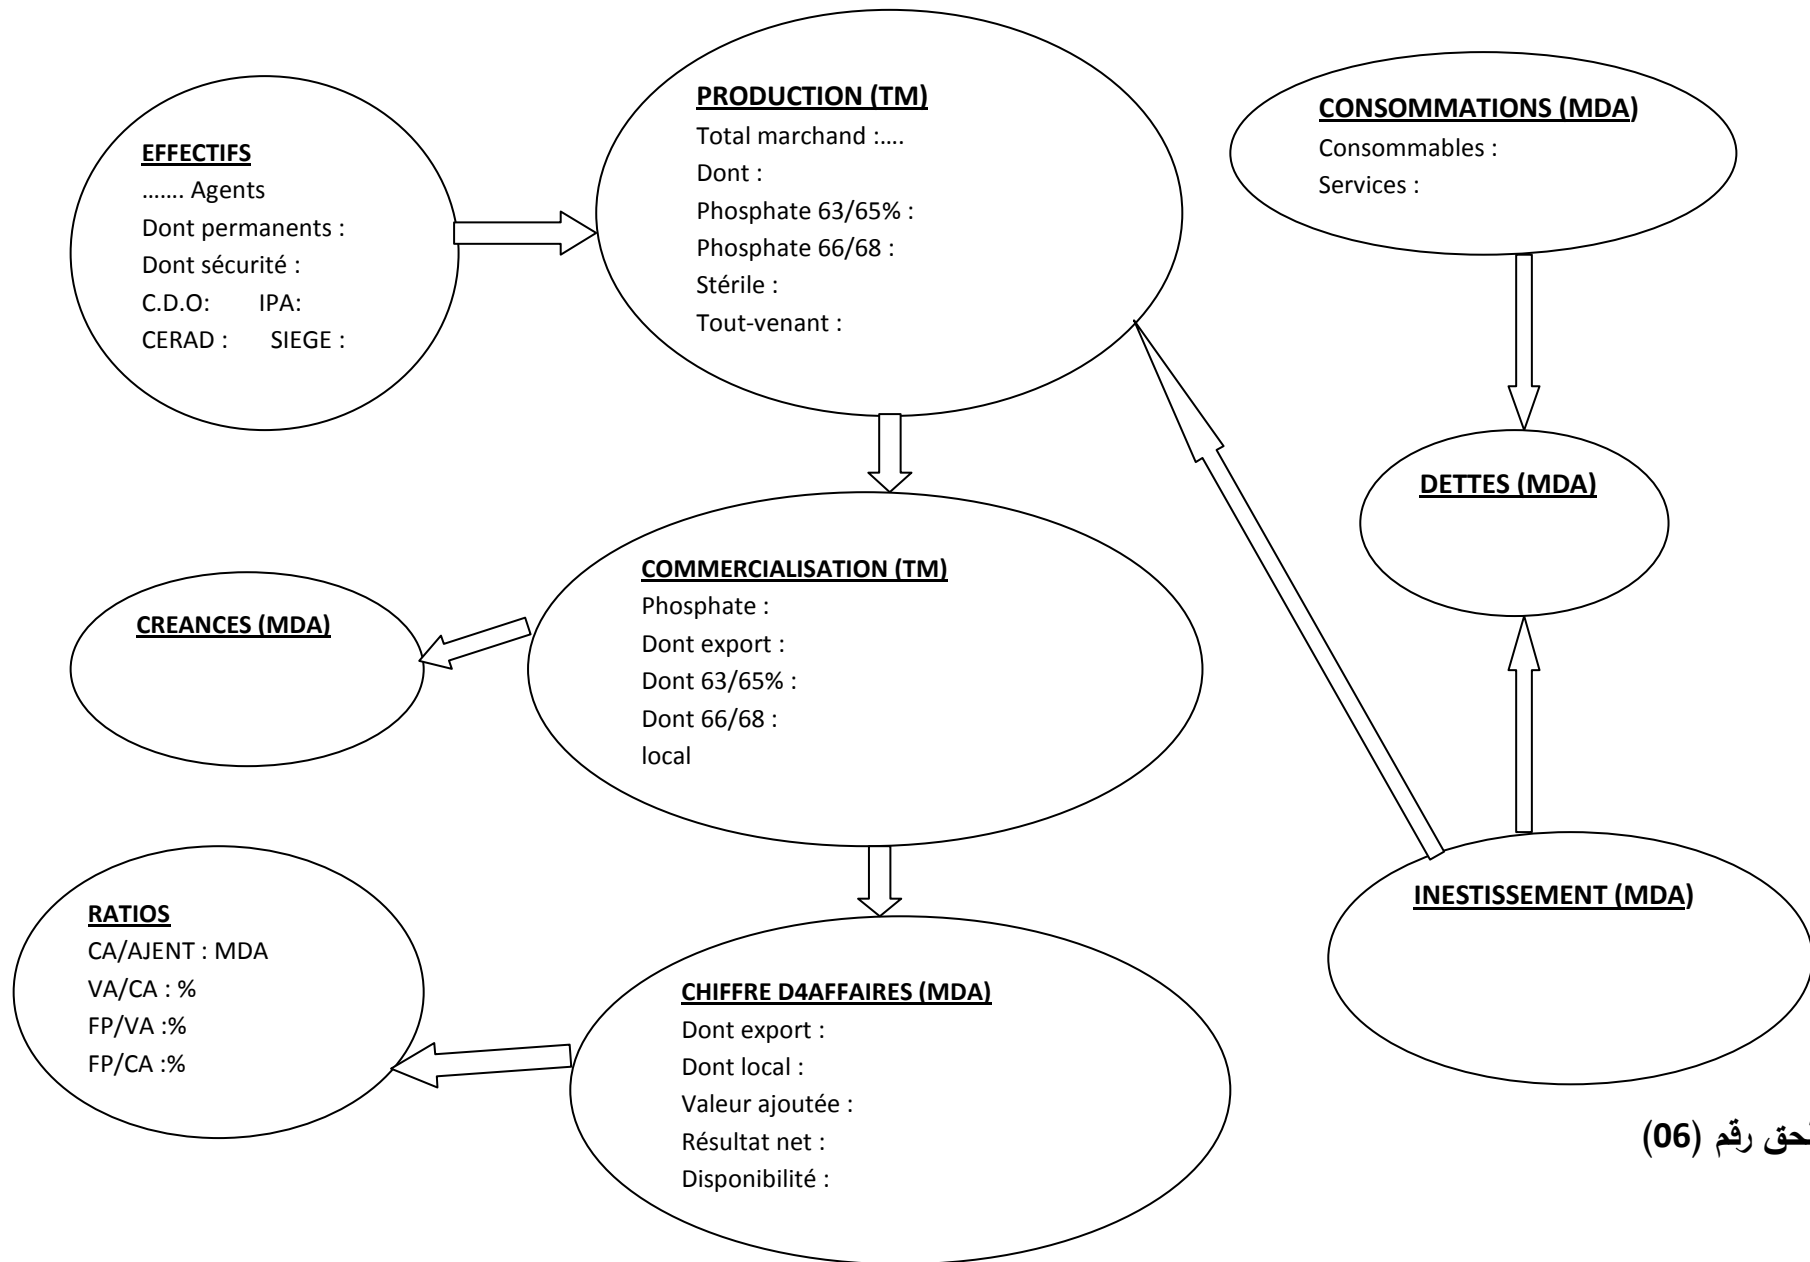 EFFECTIFS
....... Agents
Dont permanents :
Dont sécurité :
C.D.O: IPA:
CERAD : SIEGE :
PRODUCTION (TM)
Total marchand :....
Dont :
Phosphate 63/65% :
Phosphate 66/68 :
Stérile :
Tout-venant :
CONSOMMATIONS (MDA)
Consommables :
Services :
DETTES (MDA)
COMMERCIALISATION (TM)
Phosphate :
Dont export :
Dont 63/65% :
Dont 66/68 :
local
CREANCES (MDA)
INESTISSEMENT (MDA)
RATIOS
CA/AJENT : MDA
VA/CA : %
FP/VA :%
FP/CA :%
CHIFFRE D4AFFAIRES (MDA)
Dont export :
Dont local :
Valeur ajoutée :
Résultat net :
Disponibilité :
رقم (06)